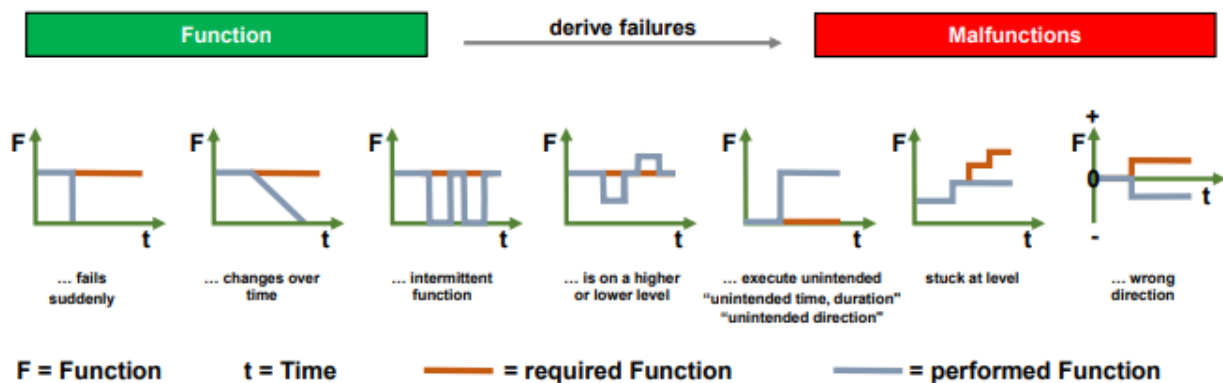 Function
derive failures
Malfunctions
F
t
F
t
F
t
F
t
F
t
F
t
+
F
0
t
-
... fails
suddenly
... changes over
time
... intermittent
function
... is on a higher
or lower level
... execute unintended
"unintended time, duration"
"unintended direction"
stuck at level
... wrong
direction
F = Function
t = Time
= required Function
= performed Function